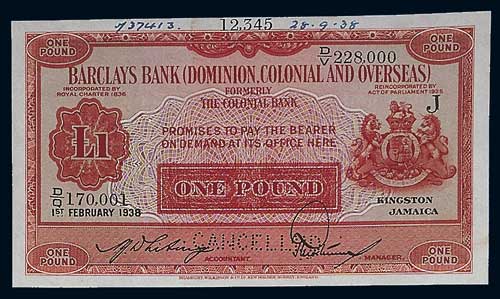 737413. 12,345 28-9-38
ONE POUND D/V 228,000 ONE POUND
BARCLAYS BANK (DOMINION, COLONIAL AND OVERSEAS)
INCORPORATED BY ROYAL CHARTER 1836
FORMERLY
THE COLONIAL BANK
REINCORPORATED BY ACT OF PARLIAMENT 1925
J
£1
PROMISES TO PAY THE BEARER
ON DEMAND AT ITS OFFICE HERE
ONE POUND
D/D 170,001
1ST FEBRUARY 1938
KINGSTON
JAMAICA
CANCELLED
ACCOUNTANT. MANAGER.
ONE POUND ONE POUND